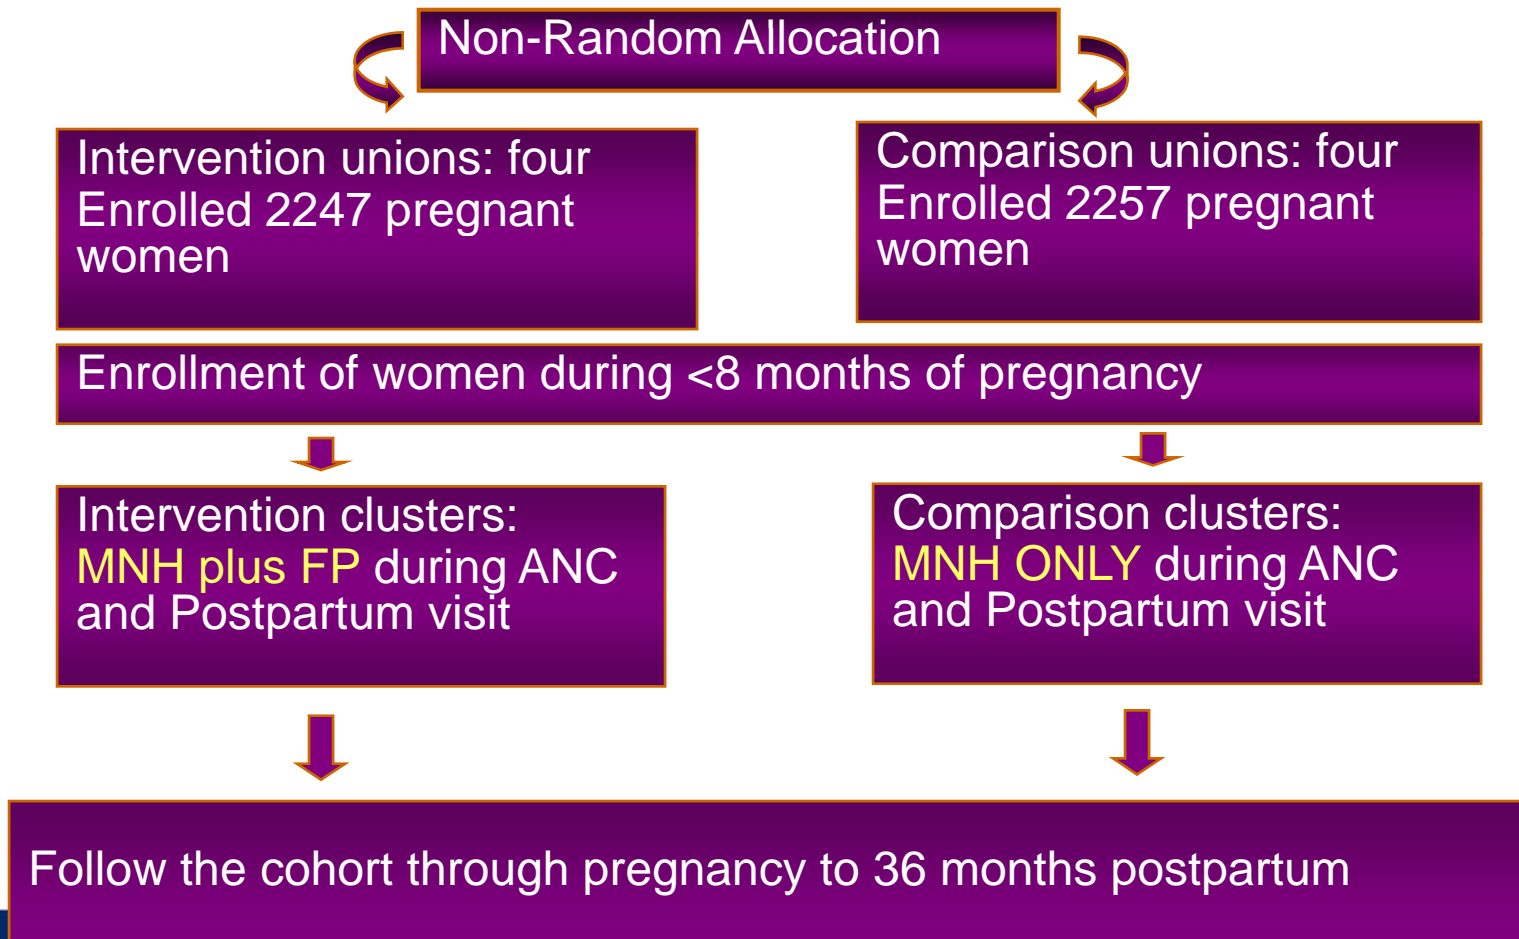 Non-Random Allocation
Intervention unions: four
Enrolled 2247 pregnant
women
Comparison unions: four
Enrolled 2257 pregnant
women
Enrollment of women during <8 months of pregnancy
Intervention clusters:
MNH plus FP during ANC
and Postpartum visit
Comparison clusters:
MNH ONLY during ANC
and Postpartum visit
Follow the cohort through pregnancy to 36 months postpartum